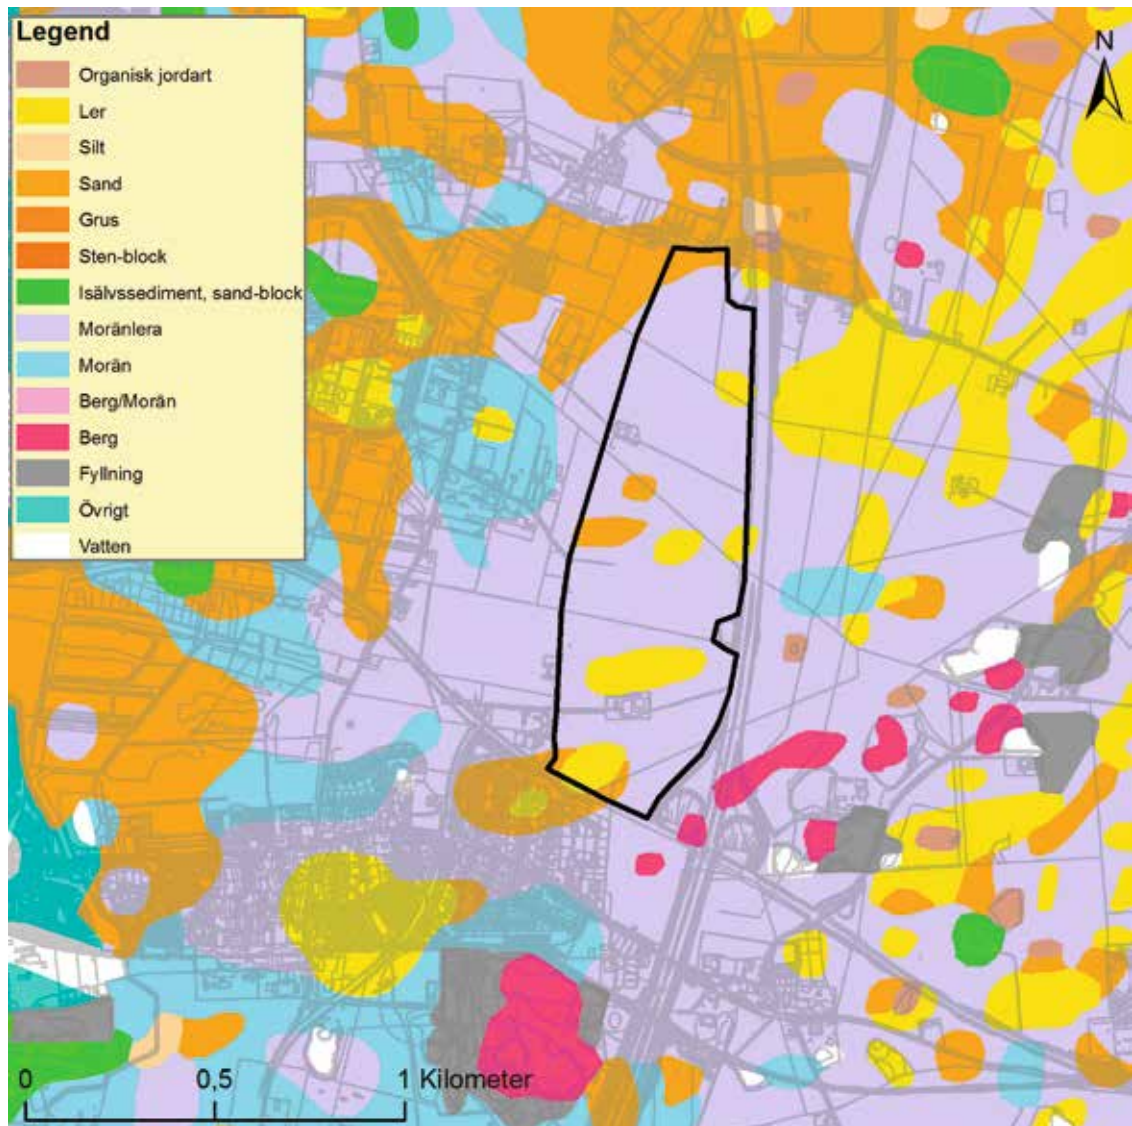 Legend
Organisk jordart
Ler
Silt
Sand
Grus
Sten-block
Isälvssediment, sand-block
Moränlera
Morän
Berg/Morän
Berg
Fyllning
Övrigt
Vatten
N
0 0,5 1 Kilometer